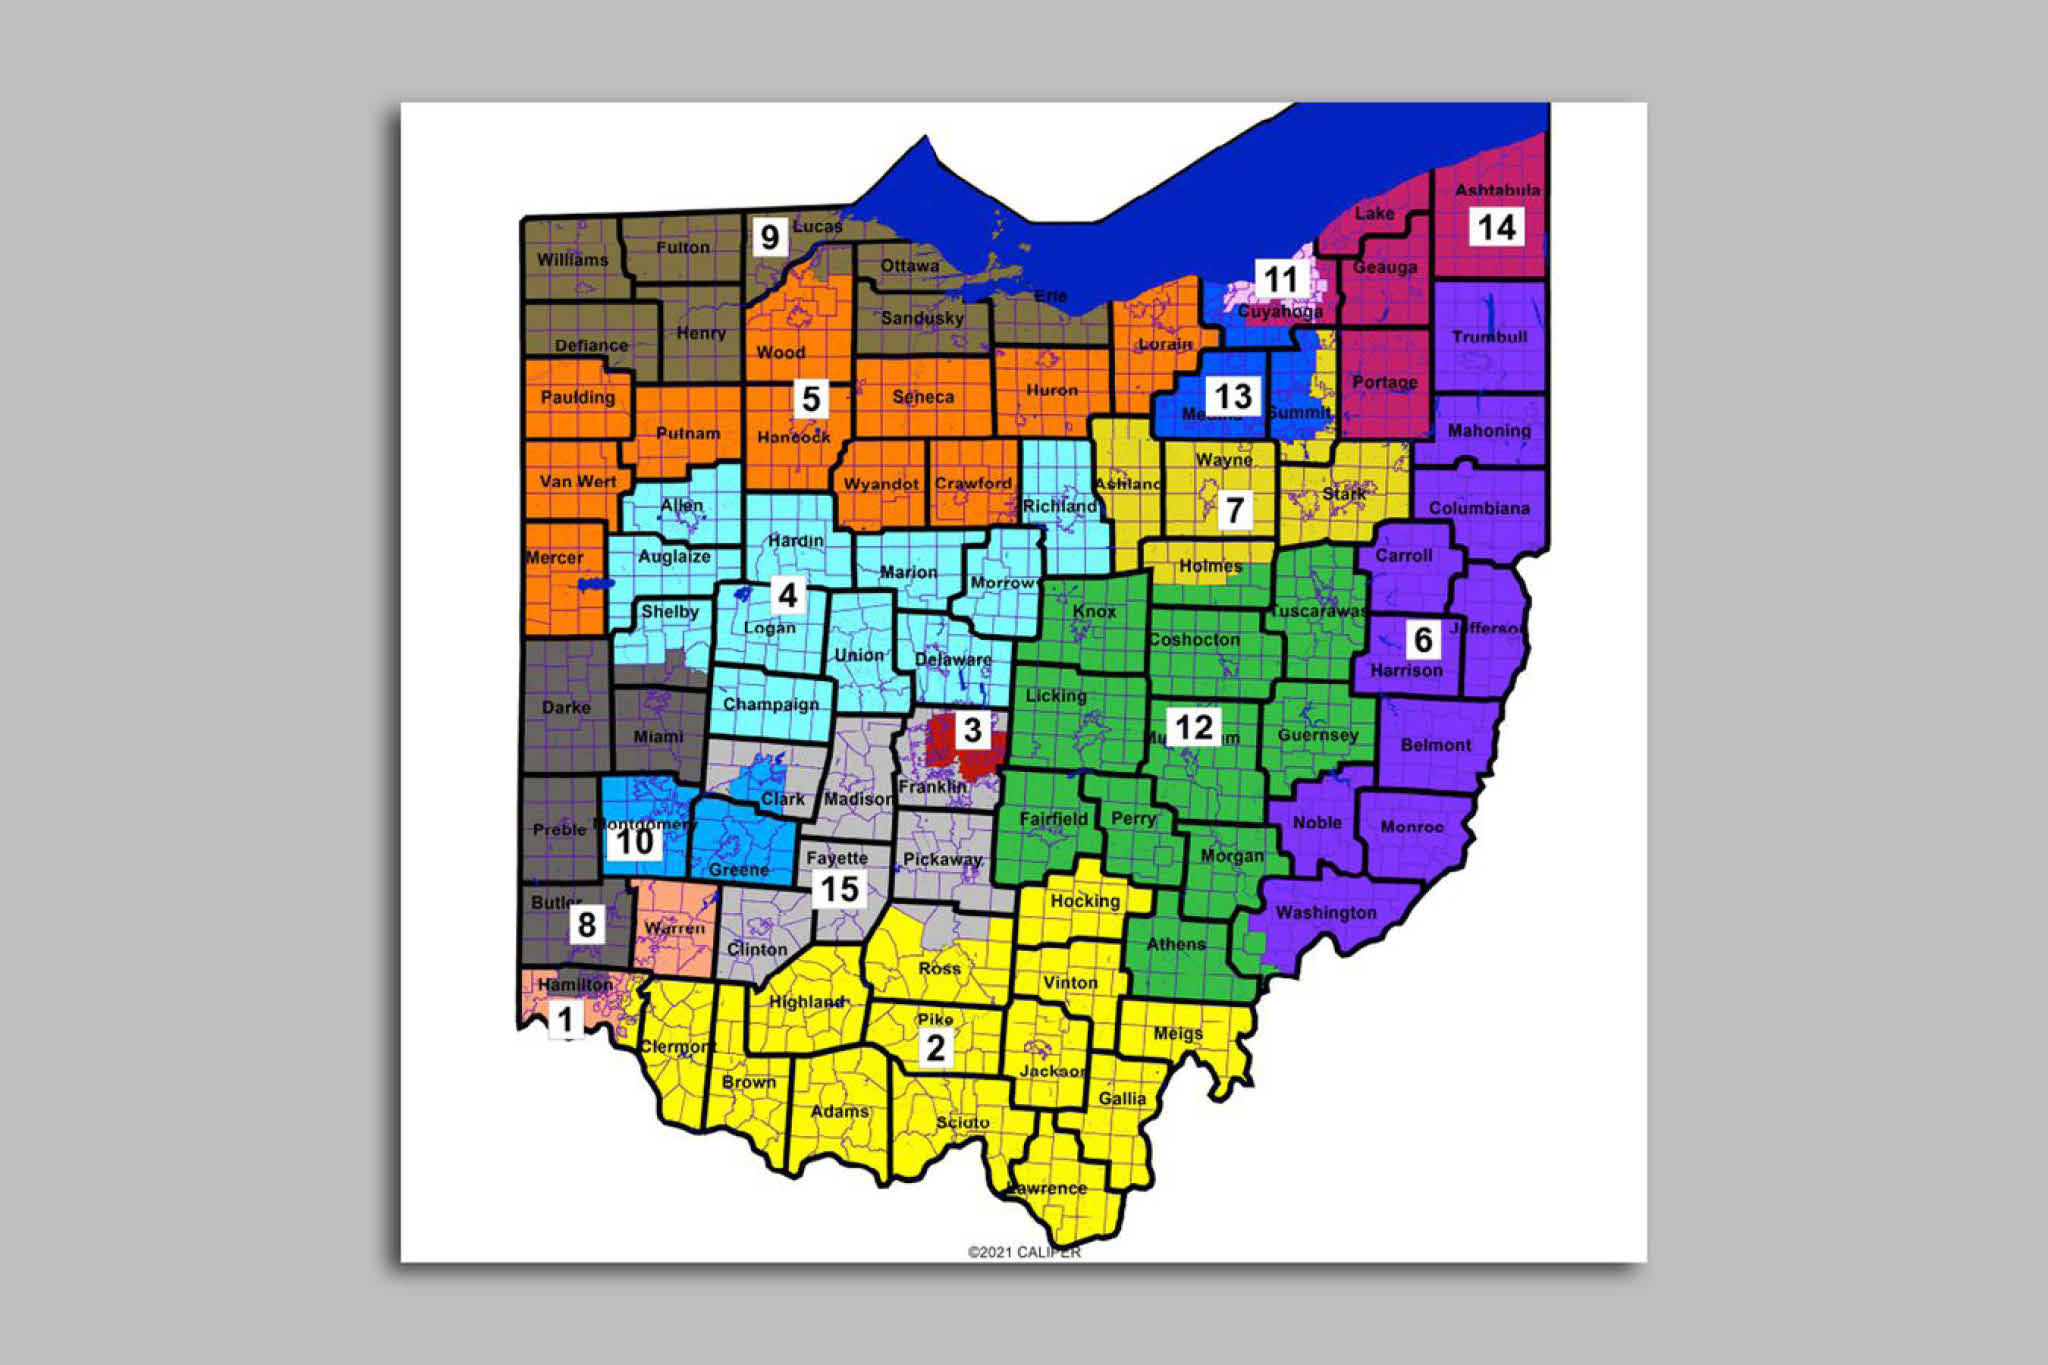 Ashtabula
Lake
14
Lucas
9
Fulton
Williams
Ottawa
Geauga
11
Erie
Cuyahoga
Sandusky
Henry
Trumbull
Defiance
Lorain
Wood
Portage
Huron
Paulding
Seneca
5
13
Summit
Putnam
Hancock
Mahoning
Wayne
Van Wert
Wyandot
Crawford
Ashland
Stark
Allen
Richland
7
Columbiana
Hardin
Mercer
Auglaize
Carroll
Marion
Holmes
Morrow
4
Shelby
Knox
Tuscarawas
Logan
Jefferson
Coshocton
6
Union
Delaware
Harrison
Licking
Champaign
Darke
3
12
Miami
Guernsey
Belmont
Franklin
Clark
Madison
Fairfield
Perry
Noble
Monroe
Preble
Montgomery
10
Morgan
Fayette
Pickaway
Greene
15
Butler
Hocking
Washington
8
Warren
Clinton
Athens
Ross
Hamilton
Vinton
Highland
1
Pike
Meigs
Clermont
2
Jackson
Brown
Gallia
Adams
Scioto
Lawrence
©2021 CALIPER